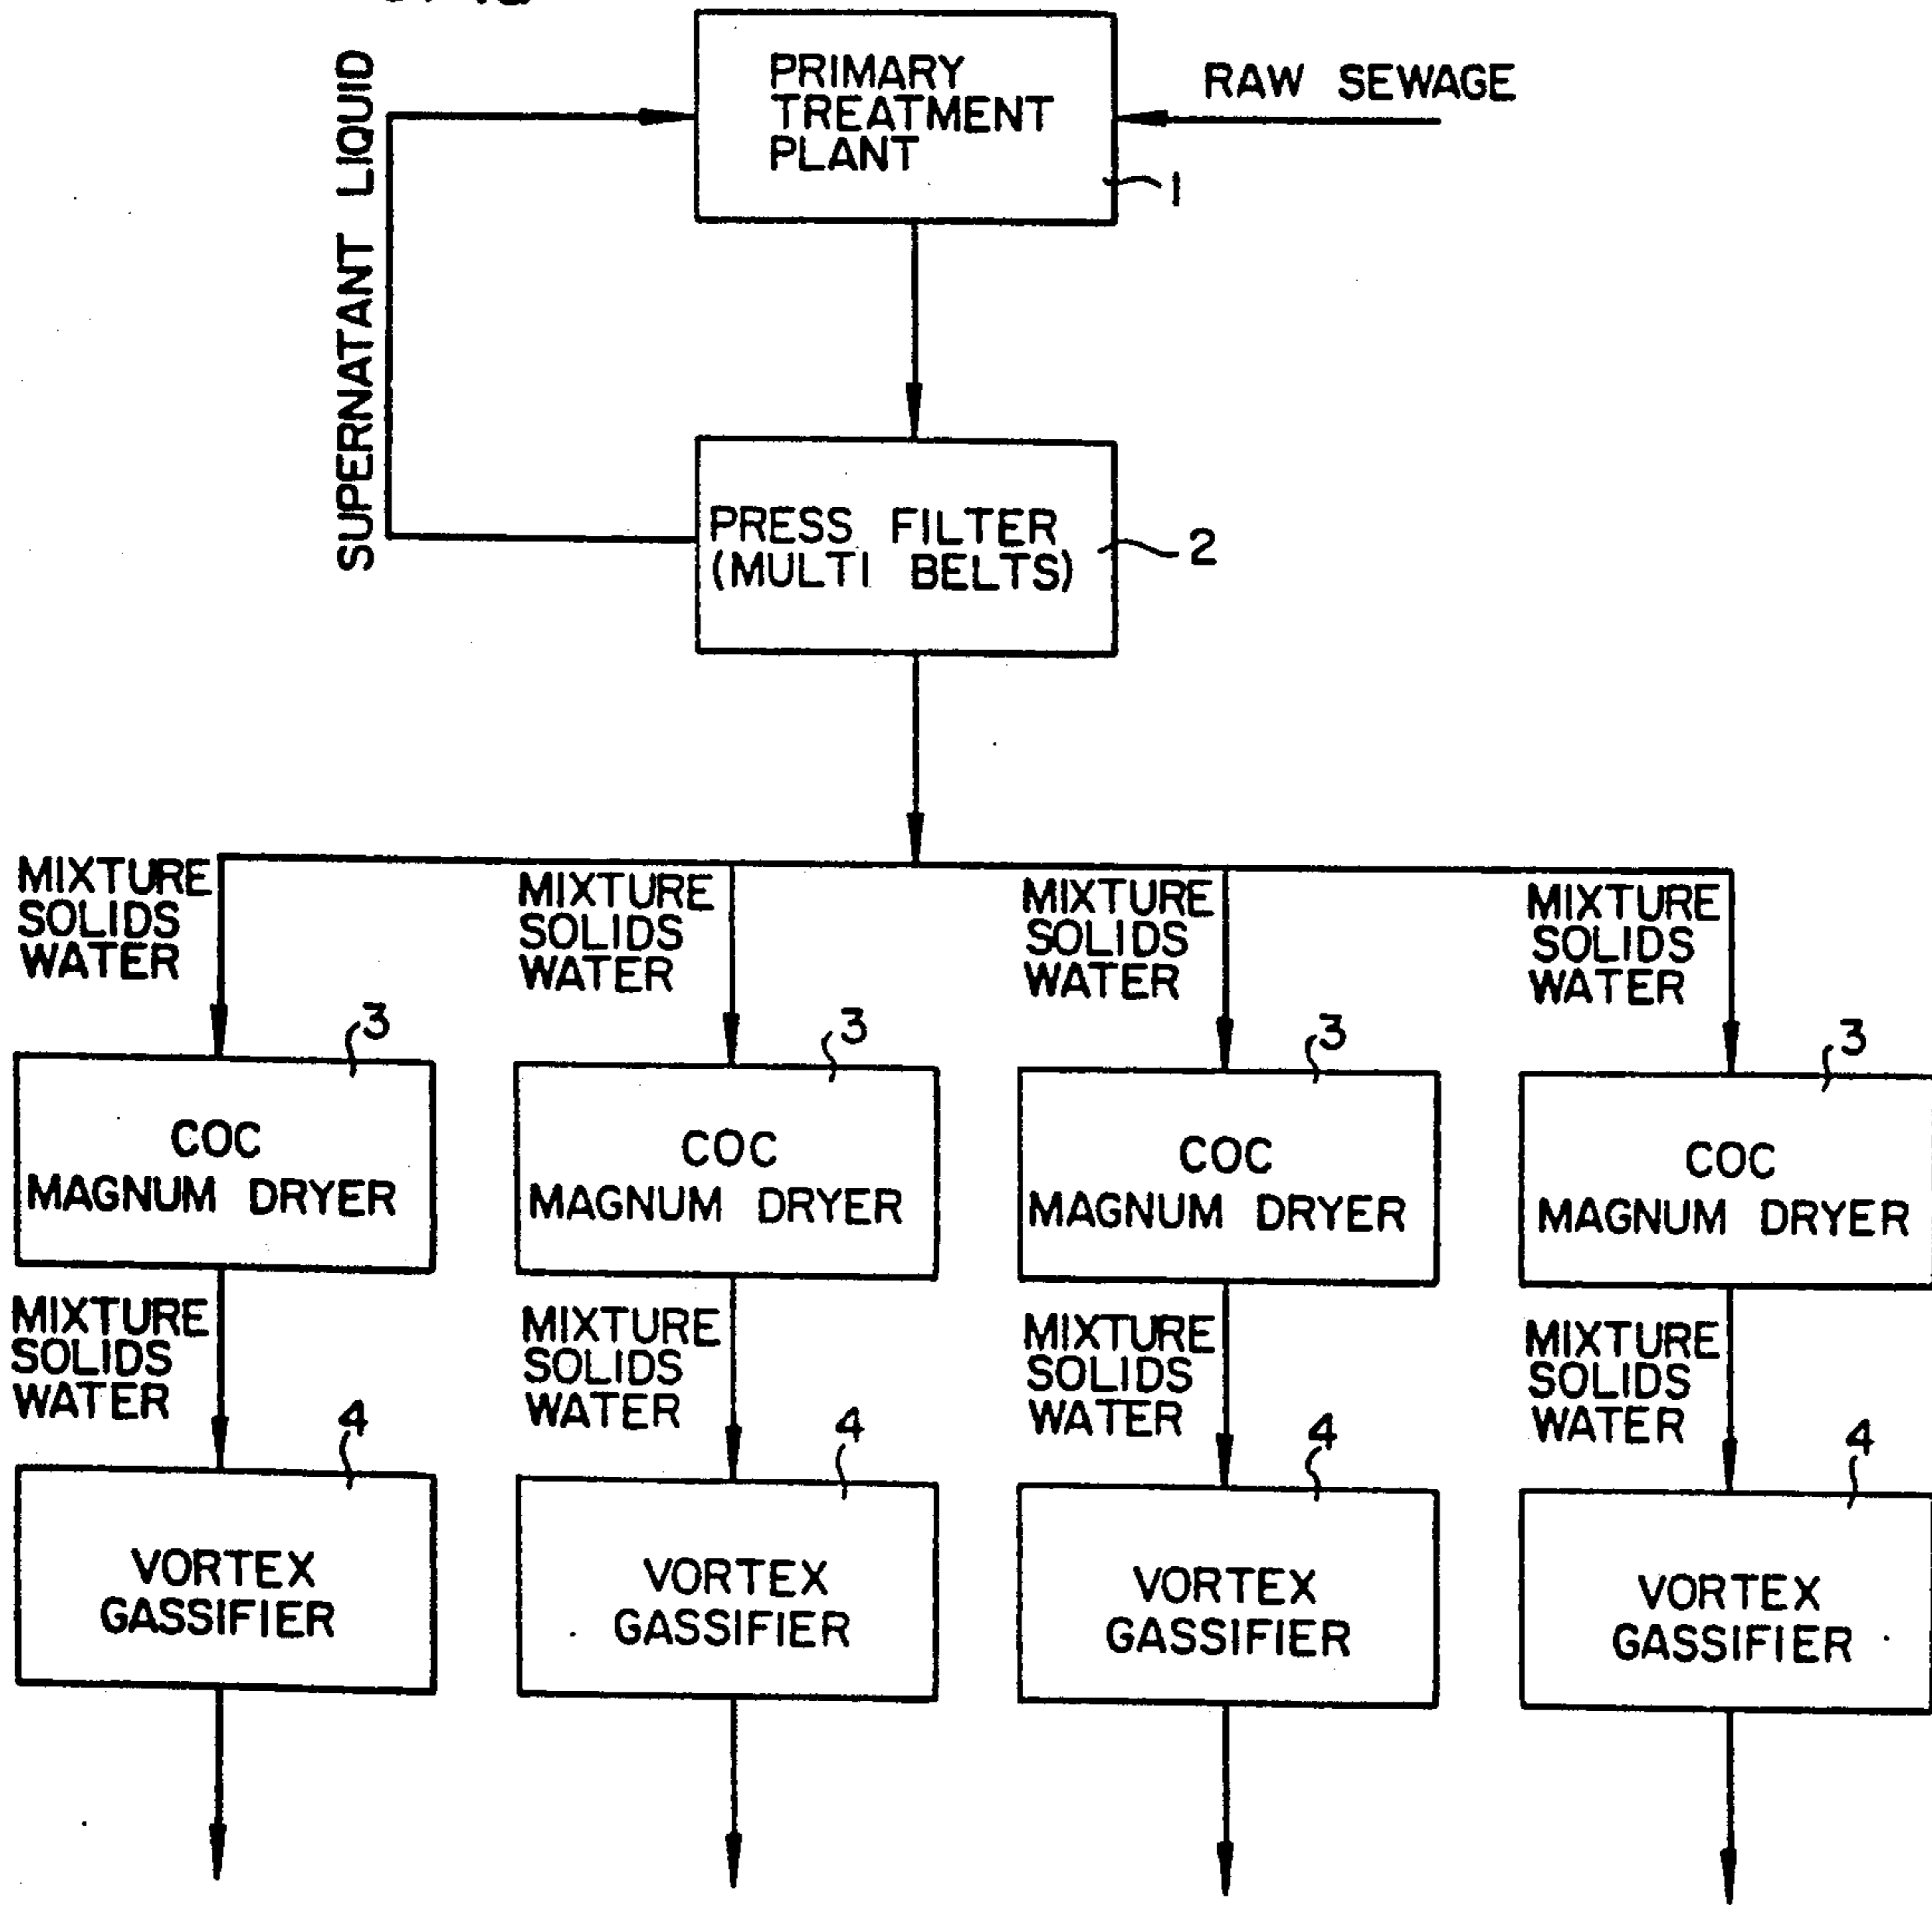 PRIMARY
TREATMENT
PLANT
RAW SEWAGE
1
SUPERNATANT LIQUID
PRESS FILTER
(MULTI BELTS)
2
MIXTURE
SOLIDS
WATER
MIXTURE
SOLIDS
WATER
MIXTURE
SOLIDS
WATER
MIXTURE
SOLIDS
WATER
3
3
3
3
COC
MAGNUM DRYER
COC
MAGNUM DRYER
COC
MAGNUM DRYER
COC
MAGNUM DRYER
MIXTURE
SOLIDS
WATER
MIXTURE
SOLIDS
WATER
MIXTURE
SOLIDS
WATER
MIXTURE
SOLIDS
WATER
4
4
4
4
VORTEX
GASSIFIER
VORTEX
GASSIFIER
VORTEX
GASSIFIER
VORTEX
GASSIFIER